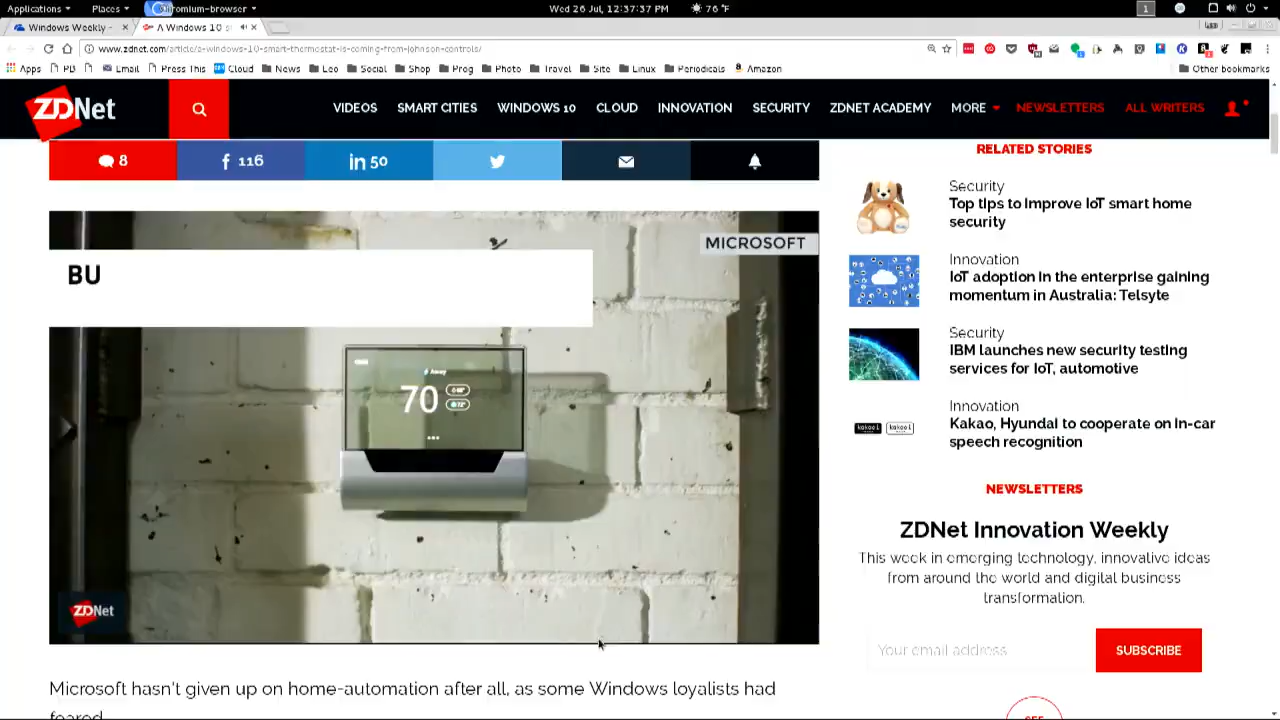 Applications
Places
Chromium-browser
Wed 26 Jul, 12:37:37 PM
76 °F
1
Windows Weekly -
A Windows 10 s
www.zdnet.com/article/a-windows-10-smart-thermostat-is-coming-from-johnson-controls/
Apps
PB
Email
Press This
Cloud
News
Leo
Social
Shop
Prog
Photo
Travel
Site
Linux
Periodicals
Amazon
Other bookmarks
ZDNet
VIDEOS
SMART CITIES
WINDOWS 10
CLOUD
INNOVATION
SECURITY
ZDNET ACADEMY
MORE
NEWSLETTERS
ALL WRITERS
8
f 116
in 50
MICROSOFT
BU
Away
70
ZDNet
Microsoft hasn't given up on home-automation after all, as some Windows loyalists had
feared
RELATED STORIES
Security
Top tips to improve IoT smart home
security
Innovation
IoT adoption in the enterprise gaining
momentum in Australia: Telsyte
Security
IBM launches new security testing
services for IoT, automotive
Innovation
Kakao, Hyundai to cooperate on in-car
speech recognition
NEWSLETTERS
ZDNet Innovation Weekly
This week in emerging technology, innovative ideas
from around the world and digital business
transformation.
Your email address
SUBSCRIBE